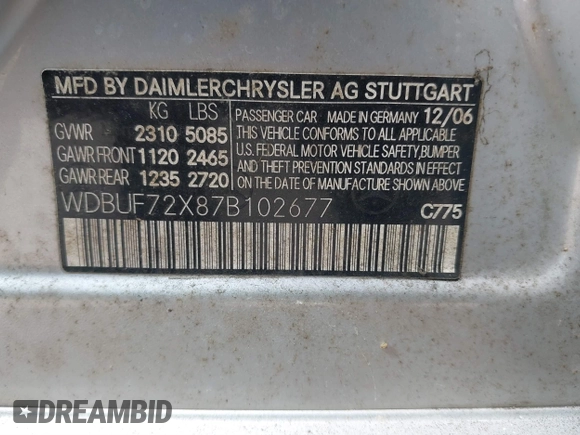 MFD BY DAIMLERCHRYSLER AG STUTTGART
KG LBS
GVWR 2310 5085
GAWR FRONT 1120 2465
GAWR REAR 1235 2720
PASSENGER CAR MADE IN GERMANY 12/06
THIS VEHICLE CONFORMS TO ALL APPLICABLE
U.S. FEDERAL MOTOR VEHICLE SAFETY, BUMPER
AND THEFT PREVENTION STANDARDS IN EFFECT
ON THE DATE OF MANUFACTURE SHOWN ABOVE.
WDBUF72X87B102677
C775
DREAMBID